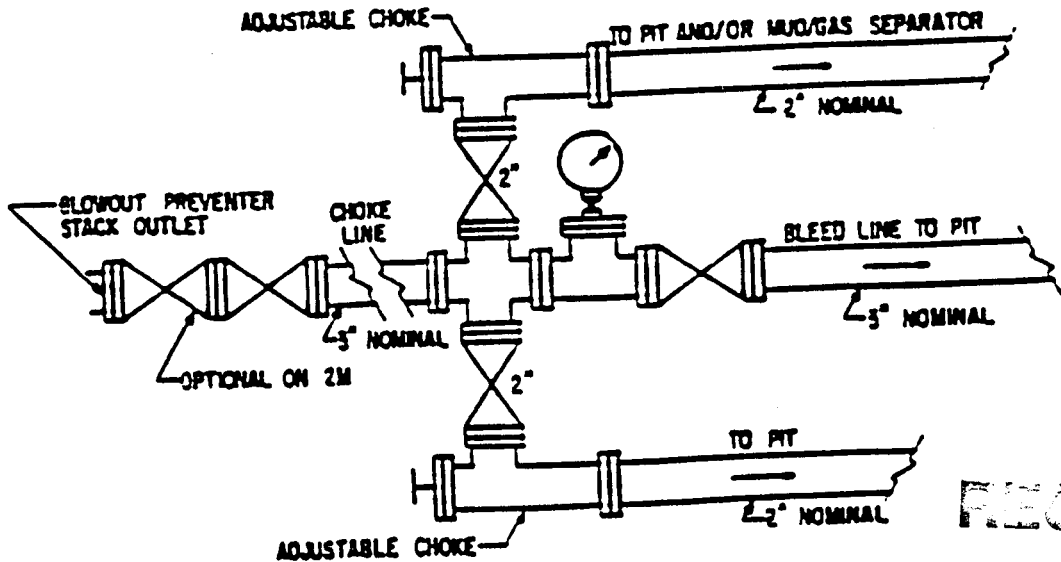 ADJUSTABLE CHOKE
TO PIT AND/OR MUD/GAS SEPARATOR
2" NOMINAL
2"
BLOWOUT PREVENTER
STACK OUTLET
CHOKE
LINE
BLEED LINE TO PIT
3" NOMINAL
3" NOMINAL
OPTIONAL ON 2M
2"
TO PIT
2" NOMINAL
ADJUSTABLE CHOKE